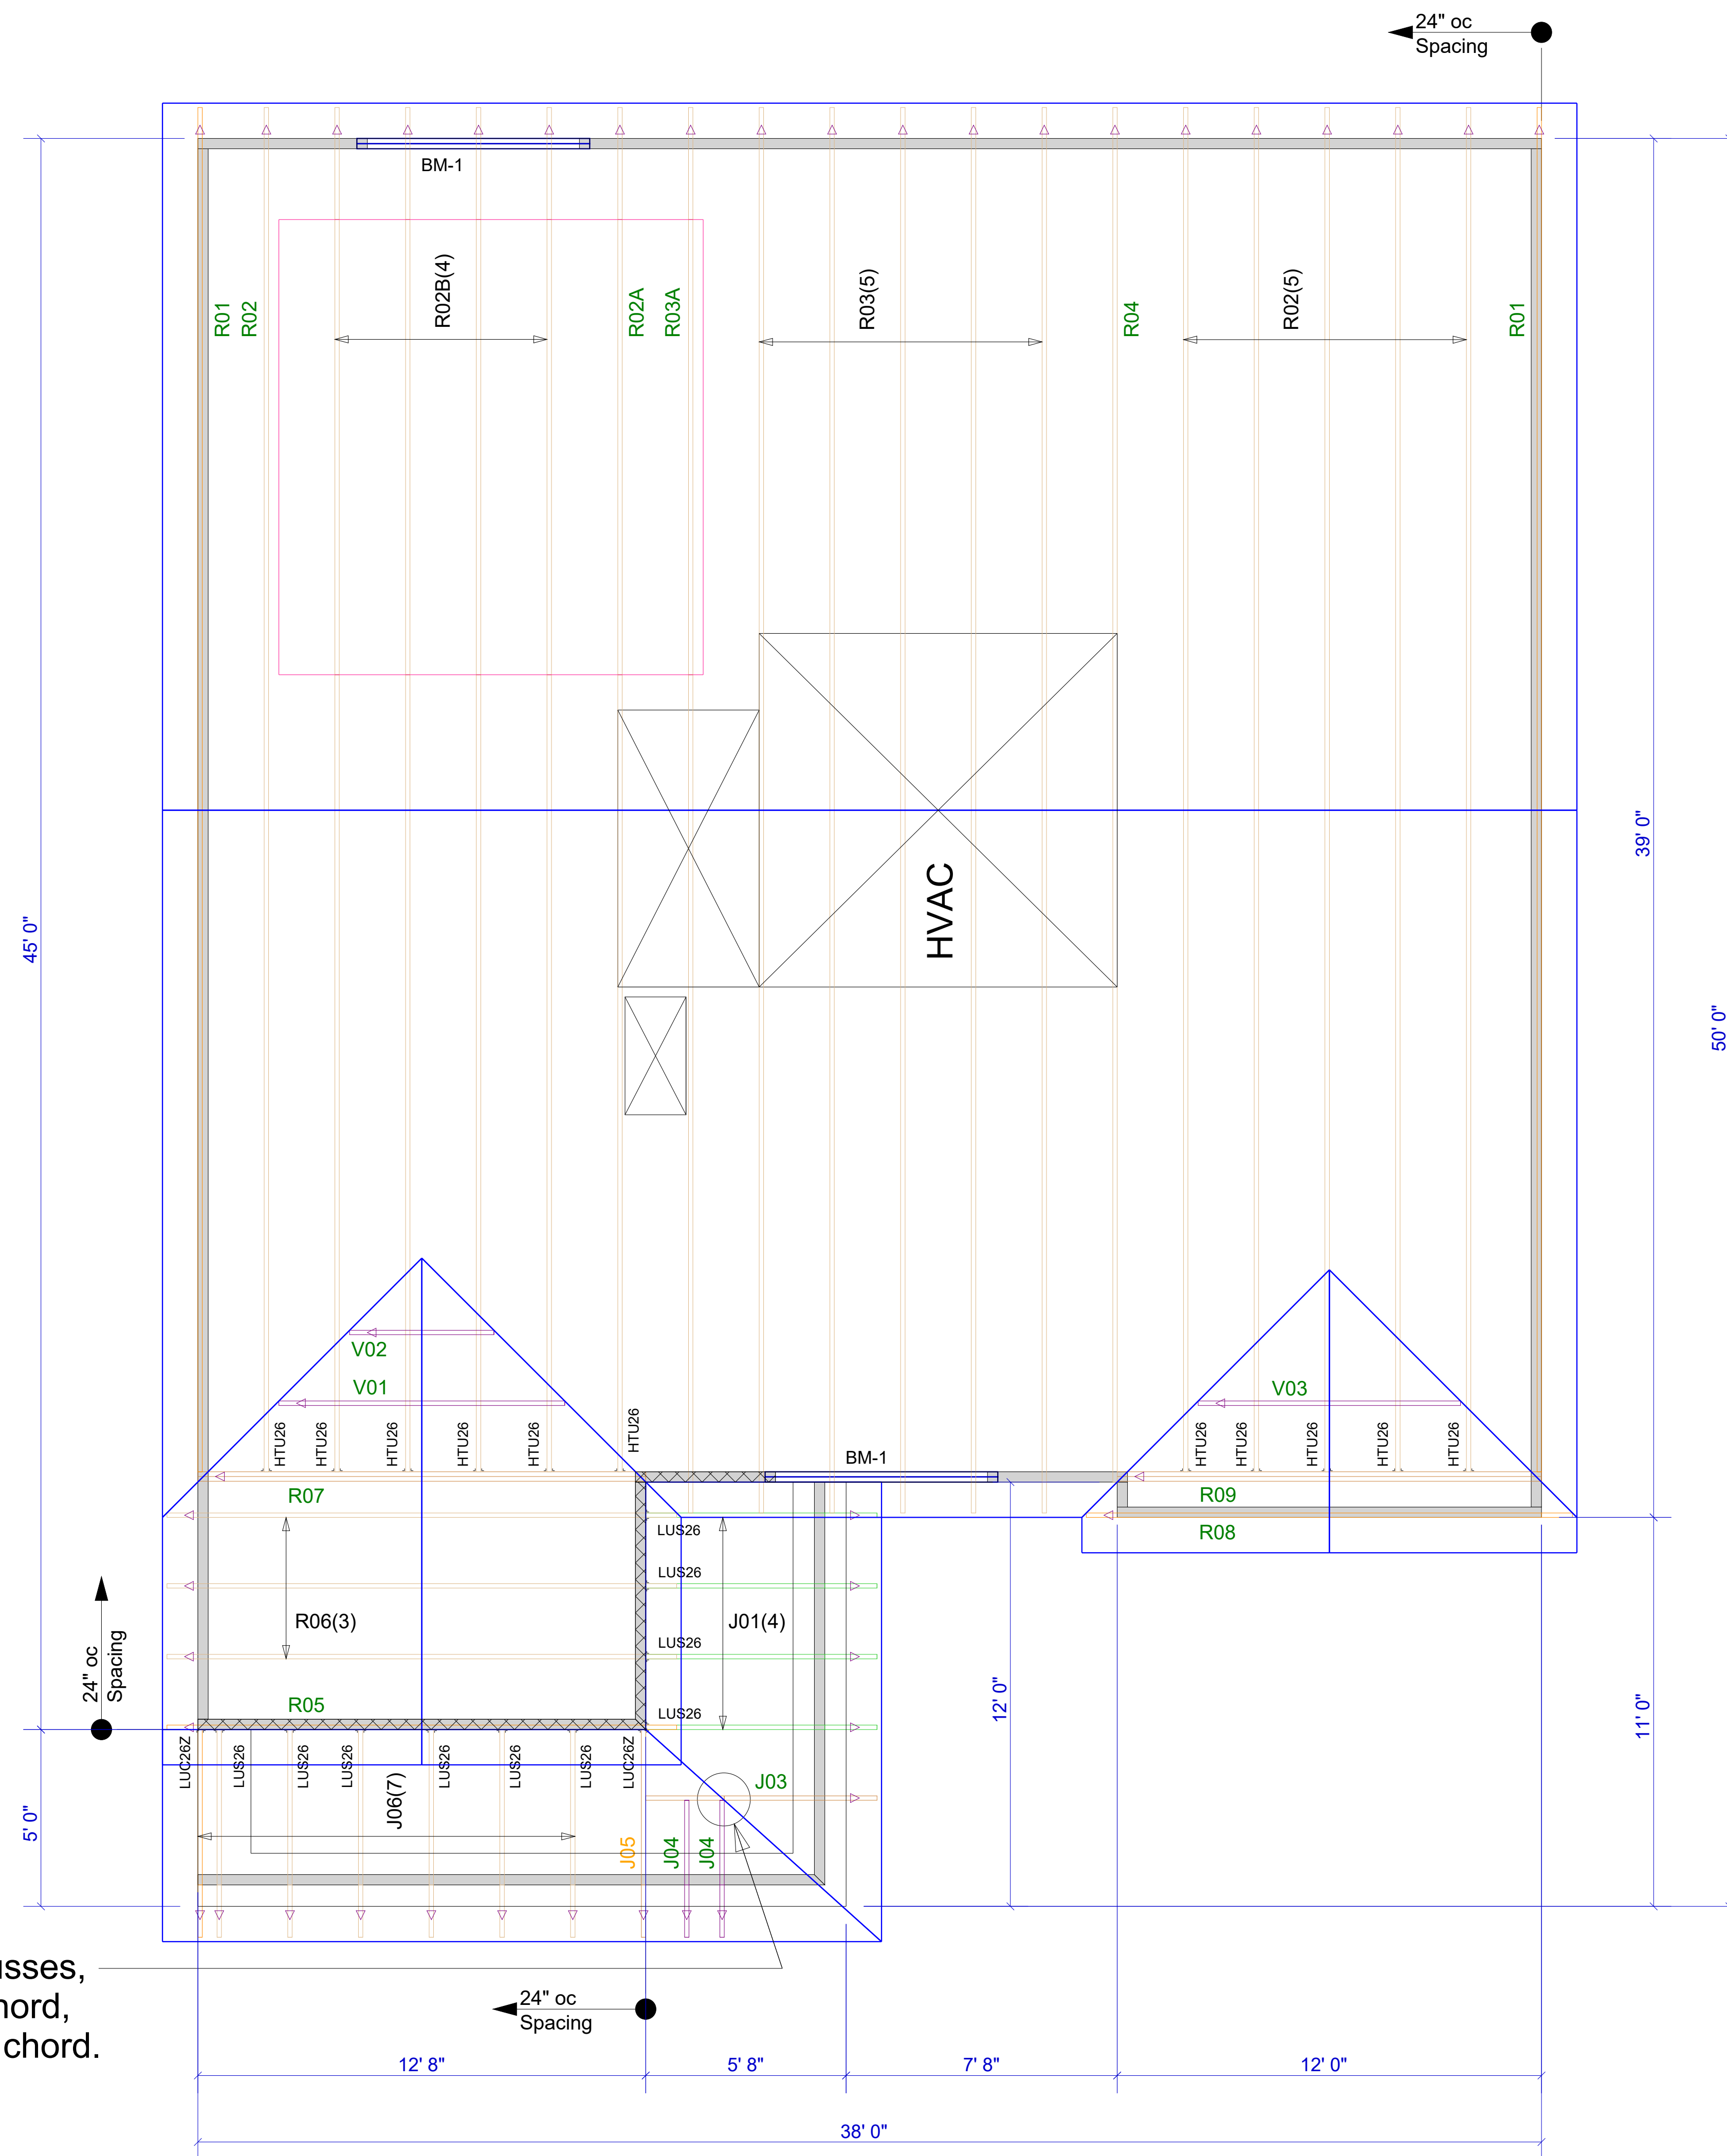 24" oc
Spacing
BM-1
R01
R02
R02B(4)
R02A
R03A
R03(5)
R04
R02(5)
R01
39' 0"
45' 0"
50' 0"
HVAC
V02
V01
V03
HTU26
HTU26
HTU26
HTU26
HTU26
HTU26
HTU26
HTU26
HTU26
HTU26
HTU26
BM-1
R07
R09
R08
LUS26
LUS26
R06(3)
J01(4)
LUS26
24" oc
Spacing
R05
LUS26
12' 0"
11' 0"
LUC26Z
LUS26
LUS26
LUS26
LUS26
LUS26
LUS26
LUC26Z
J03
J06(7)
5' 0"
J05
J04
J04
usses,
hord,
chord.
24" oc
Spacing
12' 8"
5' 8"
7' 8"
12' 0"
38' 0"